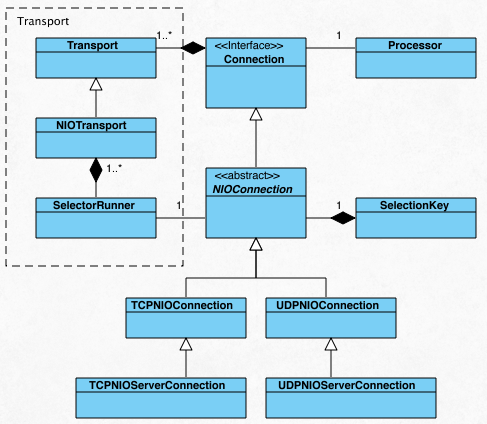 Transport
Transport
1..*
<<Interface>>
Connection
1
Processor
NIOTransport
1..*
<<abstract>>
NIOConnection
SelectorRunner
1
1
SelectionKey
TCPNIOConnection
UDPNIOConnection
TCPNIOServerConnection
UDPNIOServerConnection